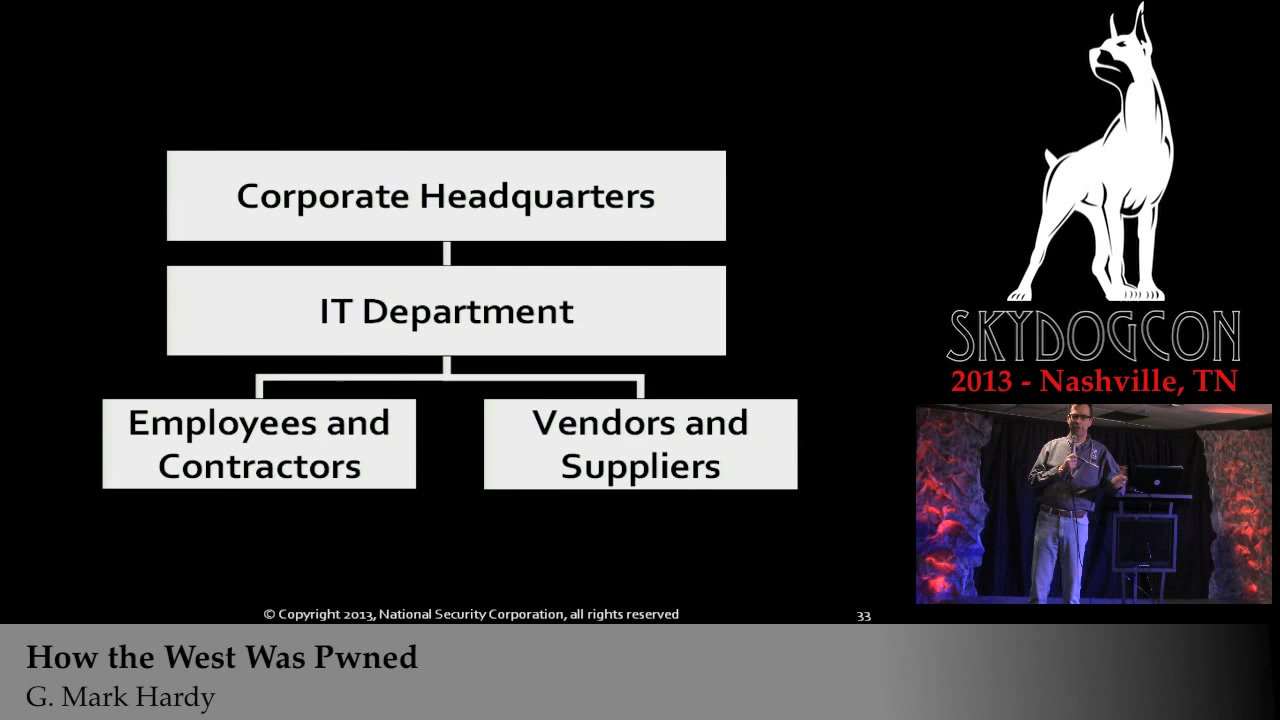 Corporate Headquarters
IT Department
Employees and
Contractors
Vendors and
Suppliers
© Copyright 2013, National Security Corporation, all rights reserved
33
SKYDOGCON
2013 - Nashville, TN
How the West Was Pwned
G. Mark Hardy